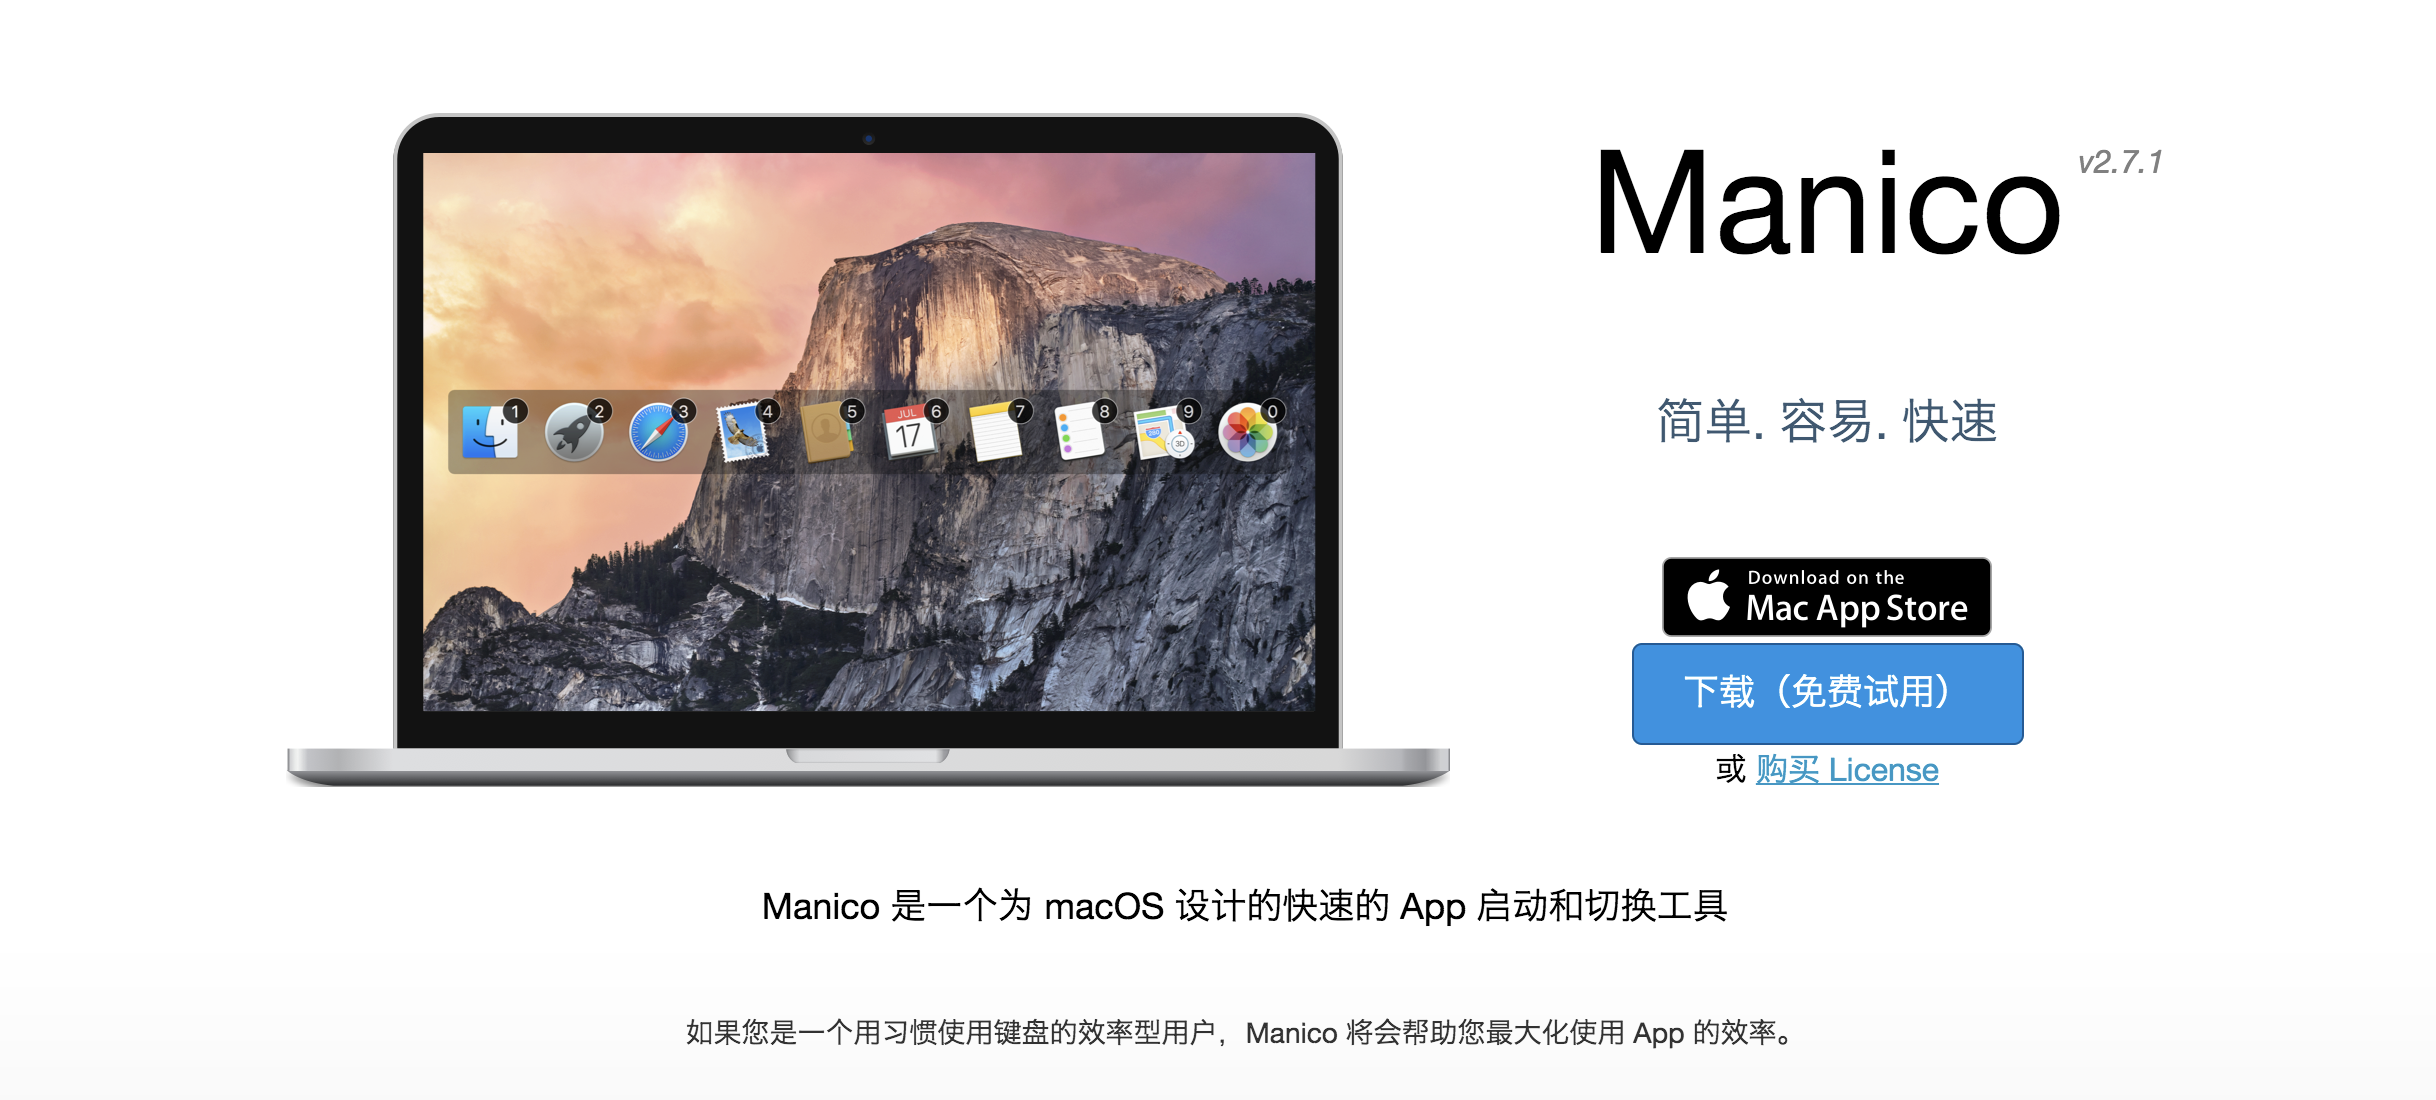 Manico v2.7.1
简单. 容易. 快速
1 2 3 4 5 6 7 8 9 0
JUL
17
280
3D
Download on the
Mac App Store
下载（免费试用）
或 购买 License
Manico 是一个为 macOS 设计的快速的 App 启动和切换工具
如果您是一个用习惯使用键盘的效率型用户，Manico 将会帮助您最大化使用 App 的效率。